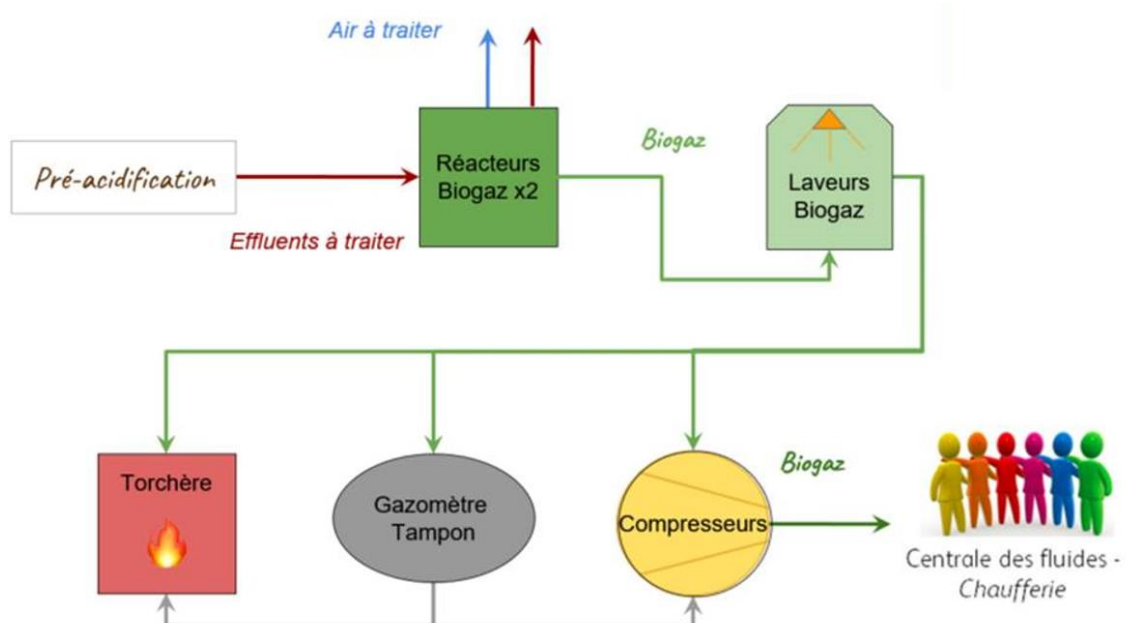 Air à traiter
Pré-acidification
Effluents à traiter
Réacteurs
Biogaz x2
Biogaz
Laveurs
Biogaz
Torchère
Gazomètre
Tampon
Compresseurs
Biogaz
Centrale des fluides -
Chaufferie